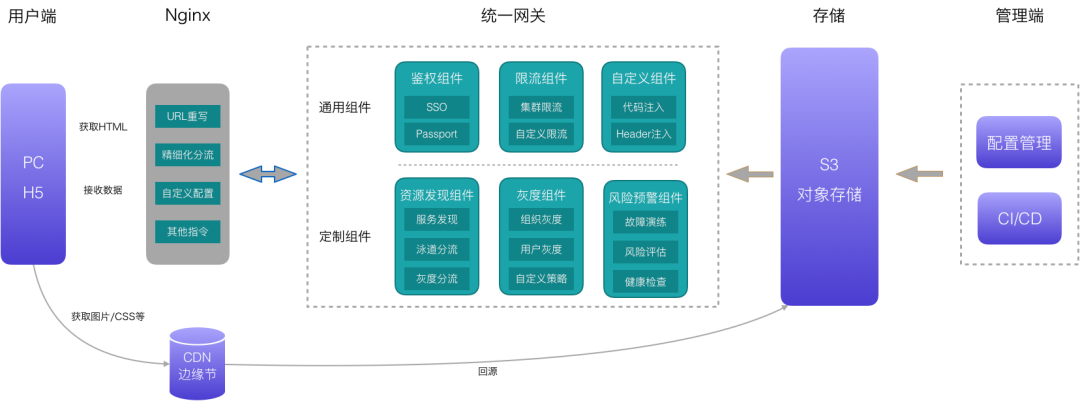 用户端
Nginx
统一网关
存储
管理端
PC
H5
获取HTML
接收数据
URL重写
精细化分流
自定义配置
其他指令
通用组件
鉴权组件
SSO
Passport
限流组件
集群限流
自定义限流
自定义组件
代码注入
Header注入
定制组件
资源发现组件
服务发现
泳道分流
灰度分流
灰度组件
组织灰度
用户灰度
自定义策略
风险预警组件
故障演练
风险评估
健康检查
S3
对象存储
配置管理
CI/CD
获取图片/CSS等
CDN
边缘节
回源